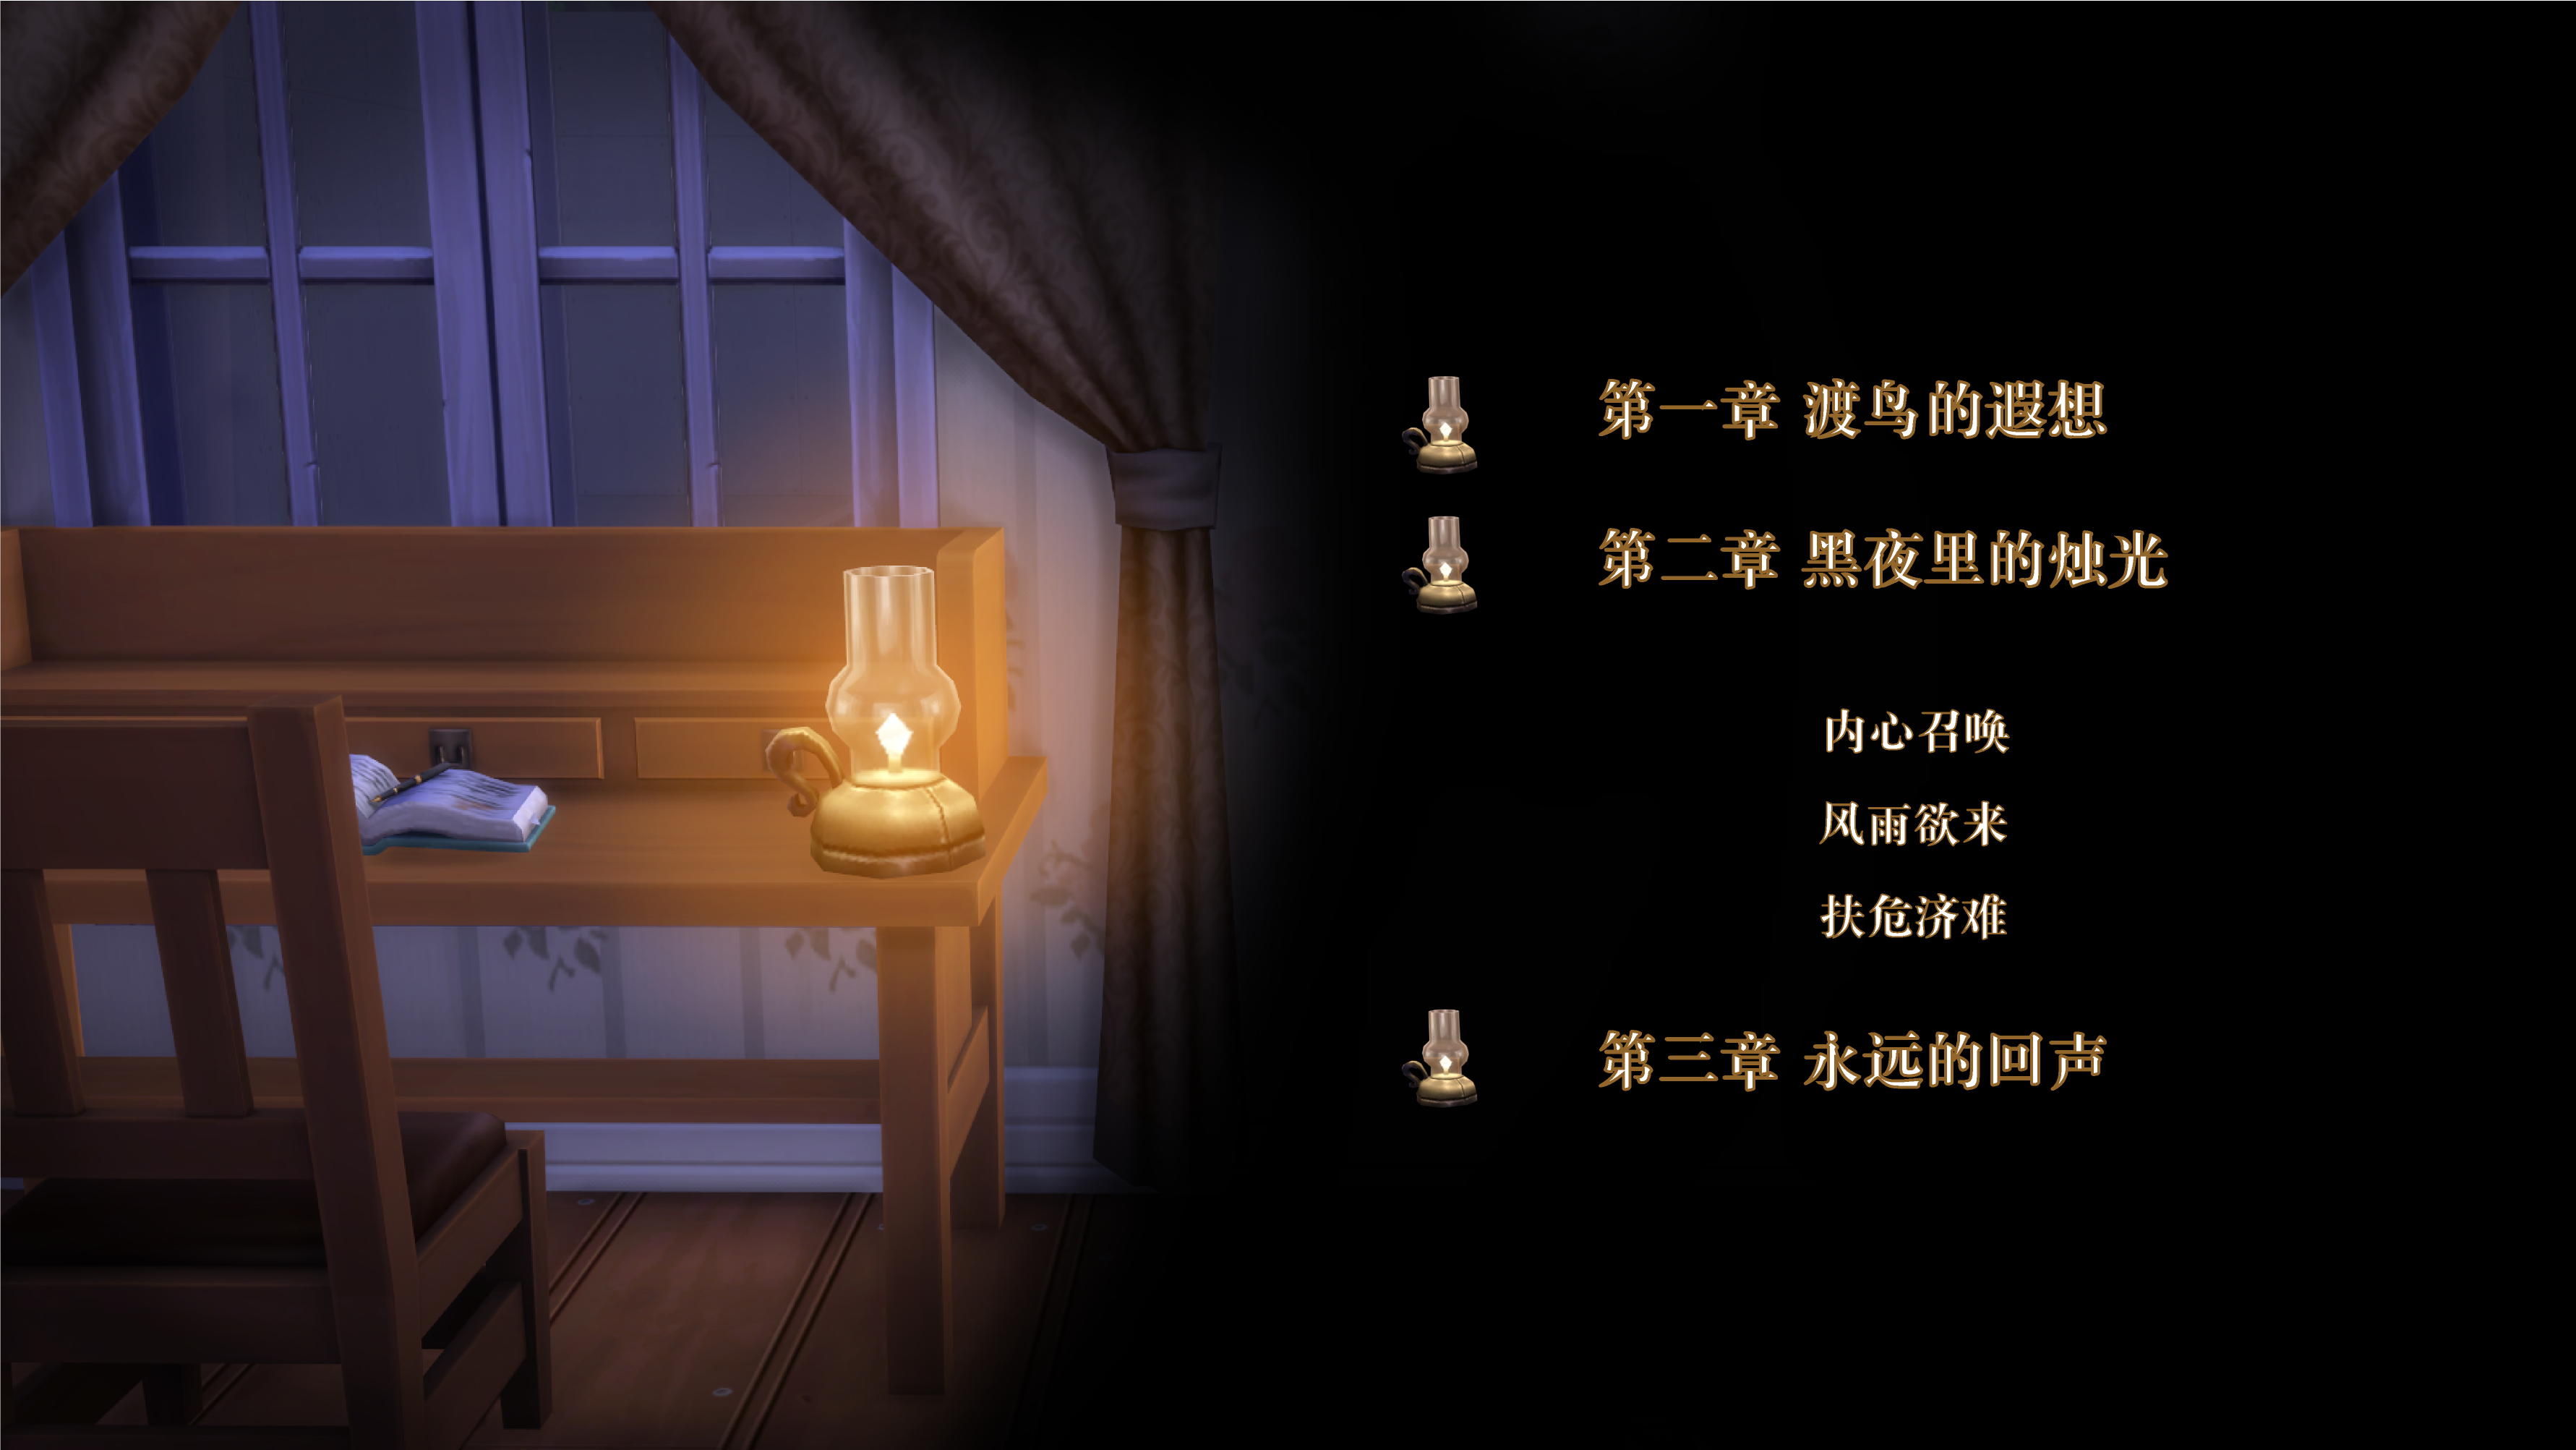 第一章 渡鸟的遐想
第二章 黑夜里的烛光
内心召唤
风雨欲来
扶危济难
第三章 永远的回声